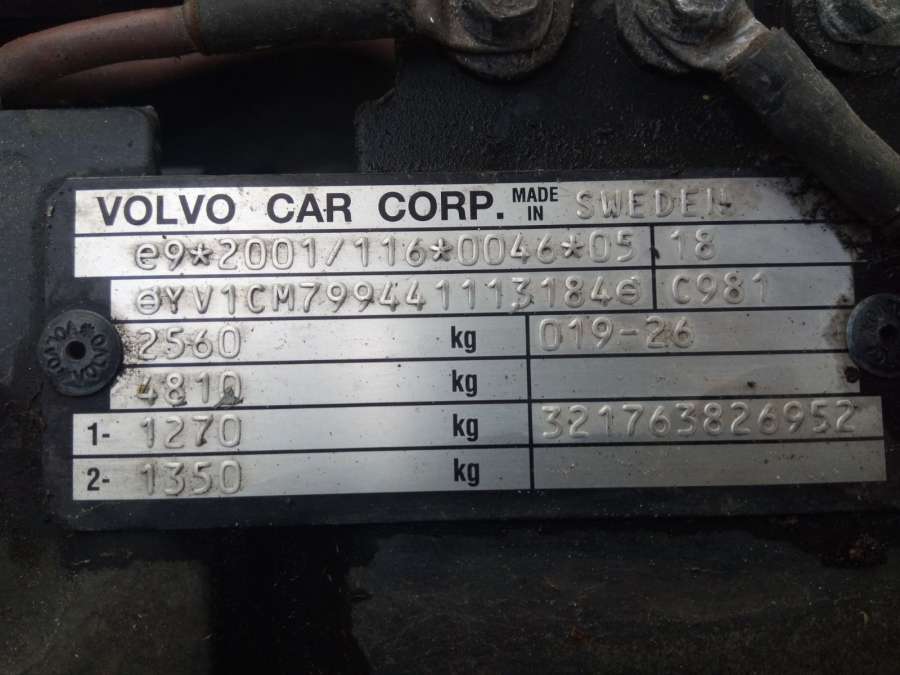 VOLVO CAR CORP. MADE IN SWEDEN
e9*2001/116*0046*05 18
⊖YV1CM799441113184⊖ C981
2560 kg 019-26
4810 kg
1- 1270 kg 321763826952
2- 1350 kg